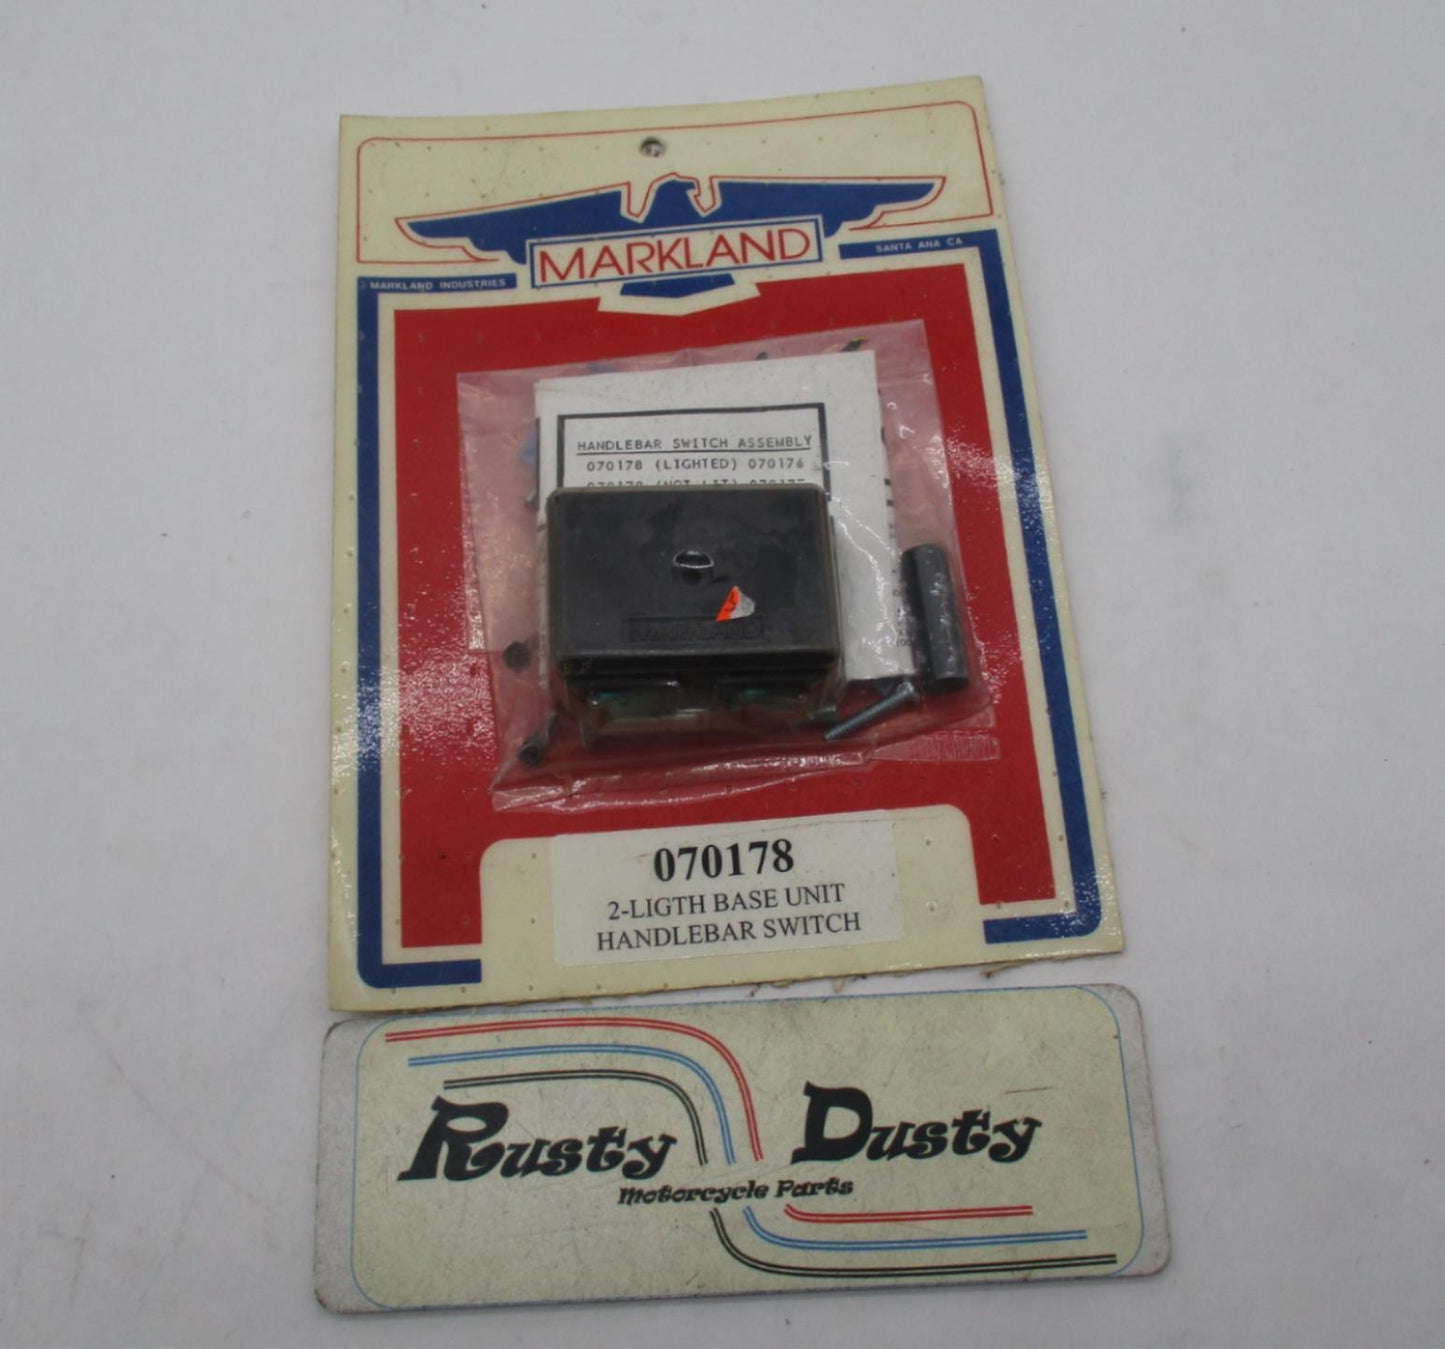 MARKLAND
MARKLAND INDUSTRIES
SANTA ANA CA
HANDLEBAR SWITCH ASSEMBLY
070178 (LIGHTED) 070176
MARKLAND
070178
2-LIGTH BASE UNIT
HANDLEBAR SWITCH
Rusty Dusty
Motorcycle Parts